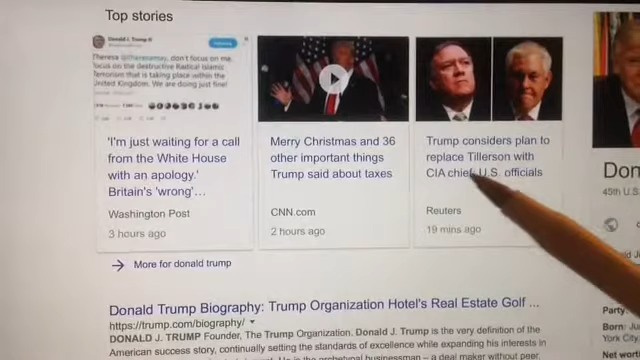 Top stories
Donald J. Trump
Theresa @theresamay, don't focus on me,
focus on the destructive Radical Islamic
Terrorism that is taking place within the
United Kingdom. We are doing just fine!
'I'm just waiting for a call
from the White House
with an apology.'
Britain's 'wrong'...
Washington Post
3 hours ago
Merry Christmas and 36
other important things
Trump said about taxes
CNN.com
2 hours ago
Trump considers plan to
replace Tillerson with
CIA chief: U.S. officials
Reuters
19 mins ago
More for donald trump
Don
45th U.S.
Donald Trump Biography: Trump Organization Hotel's Real Estate Golf ...
https://trump.com/biography/
DONALD J. TRUMP Founder, The Trump Organization. Donald J. Trump is the very definition of the
American success story, continually setting the standards of excellence while expanding his interests in
Party:
Born: Ju
York City
Net wor